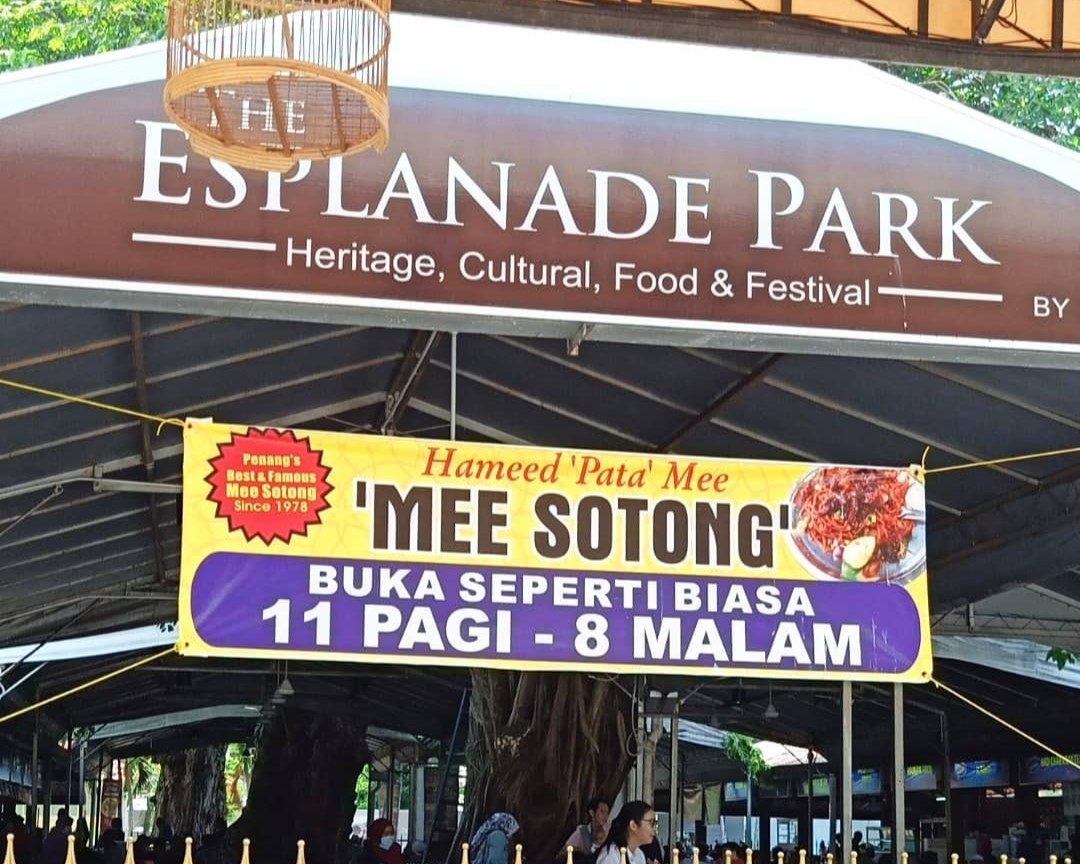 THE
ESPLANADE PARK
Heritage, Cultural, Food & Festival
BY
Penang's
Best & Famous
Mee Sotong
Since 1978
Hameed 'Pata' Mee
'MEE SOTONG'
BUKA SEPERTI BIASA
11 PAGI - 8 MALAM